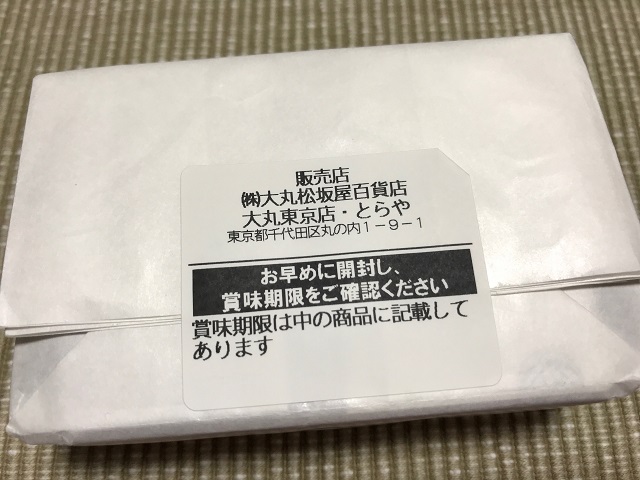 販売店
㈱大丸松坂屋百貨店
大丸東京店・とらや
東京都千代田区丸の内1-9-1
お早めに開封し、
賞味期限をご確認ください
賞味期限は中の商品に記載して
あります